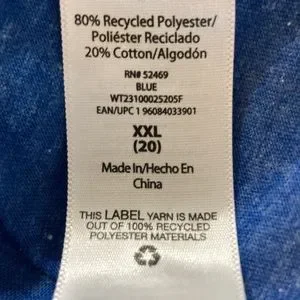 80% Recycled Polyester/
Poliéster Reciclado
20% Cotton/Algodón
RN# 52469
BLUE
WT23100025205F
EAN/UPC 1 96084033901
XXL
(20)
Made in/Hecho En
China
THIS LABEL YARN IS MADE
OUT OF 100% RECYCLED
POLYESTER MATERIALS